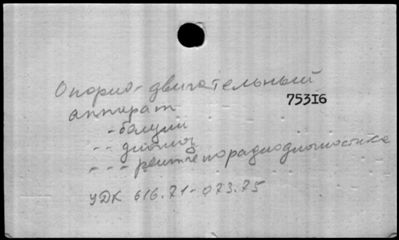 Опорно-двигательный
75316
аппарат
- болезни
- - диагноз
- - - рентгенорадиодиагностика
УДК 616.71-073.75